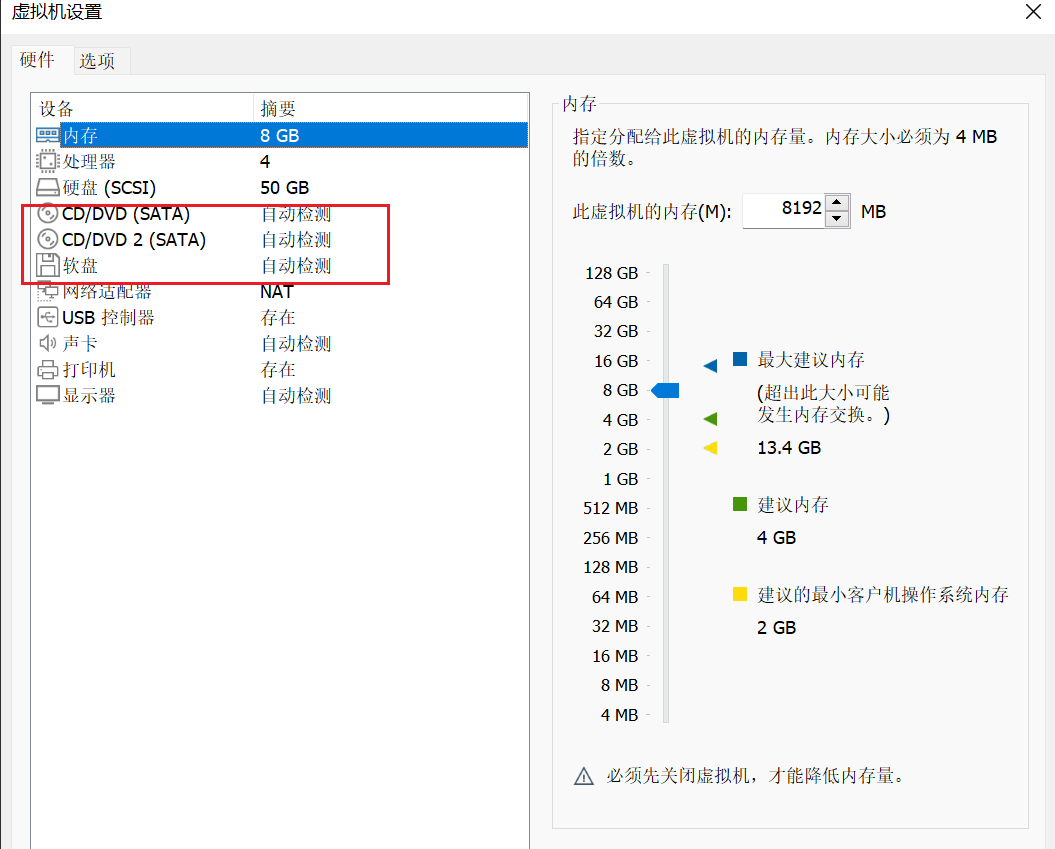 虚拟机设置
硬件 选项
设备 摘要
内存 8 GB
处理器 4
硬盘 (SCSI) 50 GB
CD/DVD (SATA) 自动检测
CD/DVD 2 (SATA) 自动检测
软盘 自动检测
网络适配器 NAT
USB 控制器 存在
声卡 自动检测
打印机 存在
显示器 自动检测
内存
指定分配给此虚拟机的内存量。内存大小必须为 4 MB
的倍数。
此虚拟机的内存(M): 8192 MB
128 GB
64 GB
32 GB
16 GB
8 GB
4 GB
2 GB
1 GB
512 MB
256 MB
128 MB
64 MB
32 MB
16 MB
8 MB
4 MB
最大建议内存
(超出此大小可能
发生内存交换。)
13.4 GB
建议内存
4 GB
建议的最小客户机操作系统内存
2 GB
必须先关闭虚拟机，才能降低内存量。